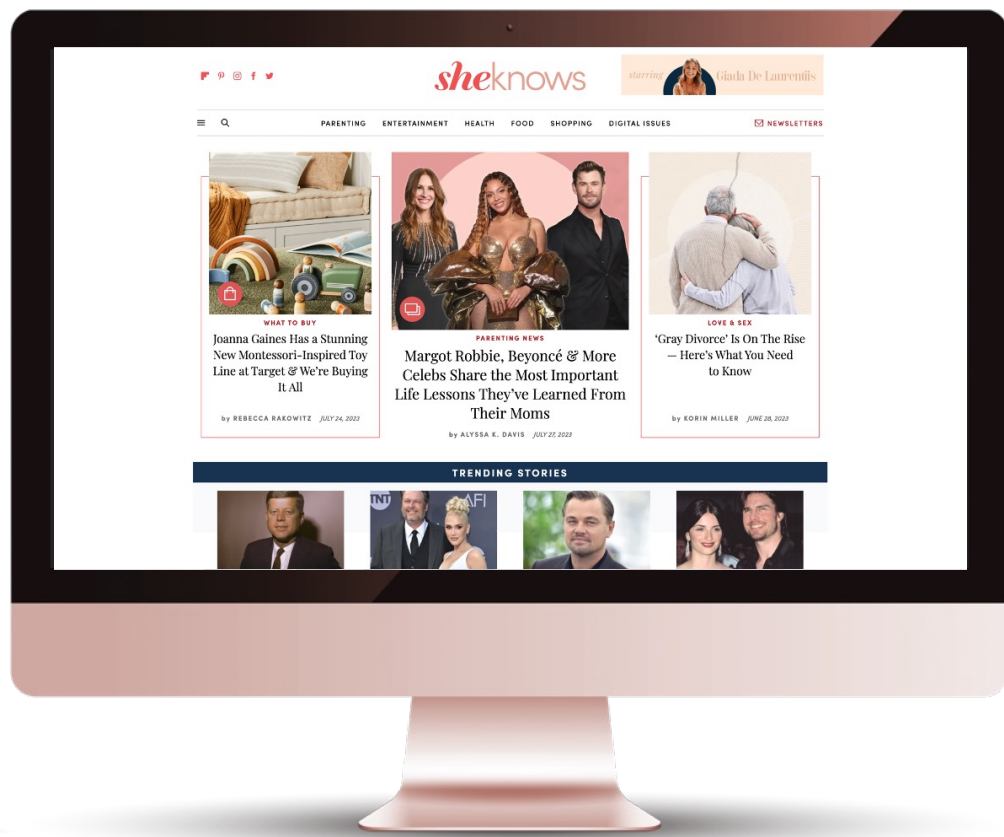 sheknows
starring Giada De Laurentiis
PARENTING ENTERTAINMENT HEALTH FOOD SHOPPING DIGITAL ISSUES NEWSLETTERS
WHAT TO BUY
Joanna Gaines Has a Stunning
New Montessori-Inspired Toy
Line at Target & We're Buying
It All
by REBECCA RAKOWITZ JULY 24, 2023
PARENTING NEWS
Margot Robbie, Beyoncé & More
Celebs Share the Most Important
Life Lessons They've Learned From
Their Moms
by ALYSSA K. DAVIS JULY 27, 2023
LOVE & SEX
'Gray Divorce' Is On The Rise
— Here's What You Need
to Know
by KORIN MILLER JUNE 28, 2023
TRENDING STORIES
TNT
AFI